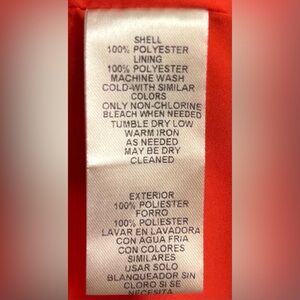 SHELL
100% POLYESTER
LINING
100% POLYESTER
MACHINE WASH
COLD-WITH SIMILAR
COLORS
ONLY NON-CHLORINE
BLEACH WHEN NEEDED
TUMBLE DRY LOW
WARM IRON
AS NEEDED
MAY BE DRY
CLEANED
EXTERIOR
100% POLIESTER
FORRO
100% POLIESTER
LAVAR EN LAVADORA
CON AGUA FRIA
CON COLORES
SIMILARES
USAR SOLO
BLANQUEADOR SIN
CLORO SI SE
NECESITA